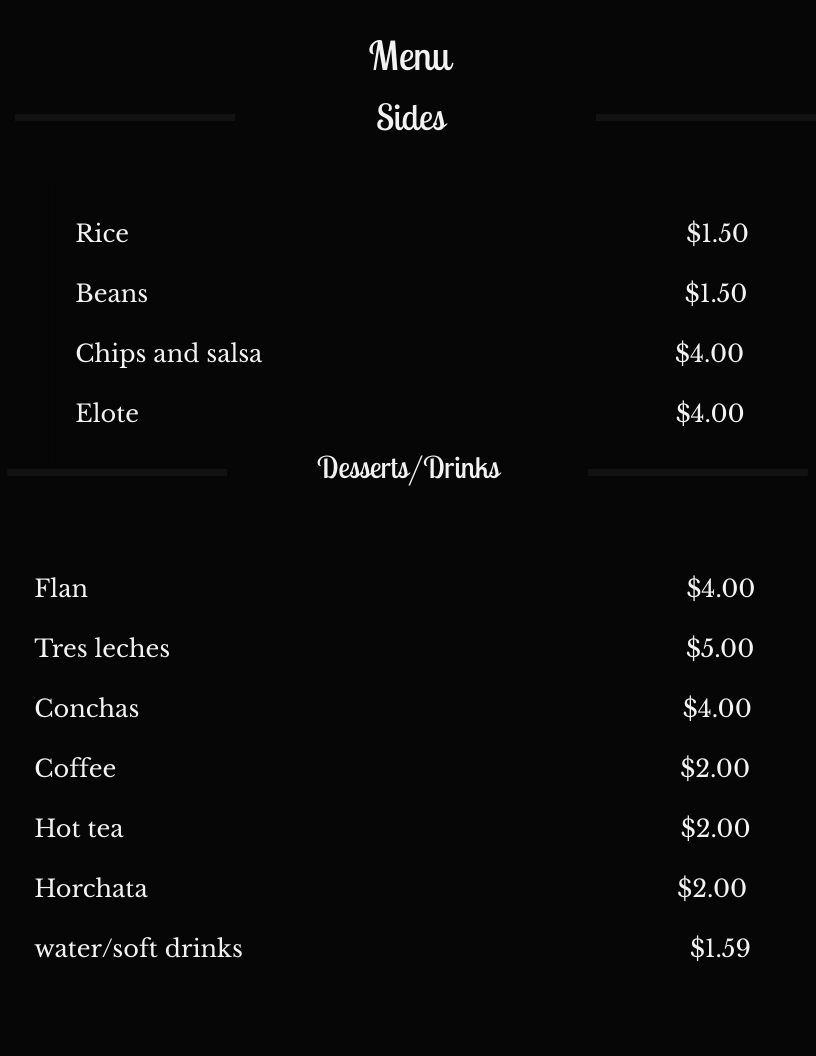 Menu
Sides
Rice $1.50
Beans $1.50
Chips and salsa $4.00
Elote $4.00
Desserts/Drinks
Flan $4.00
Tres leches $5.00
Conchas $4.00
Coffee $2.00
Hot tea $2.00
Horchata $2.00
water/soft drinks $1.59